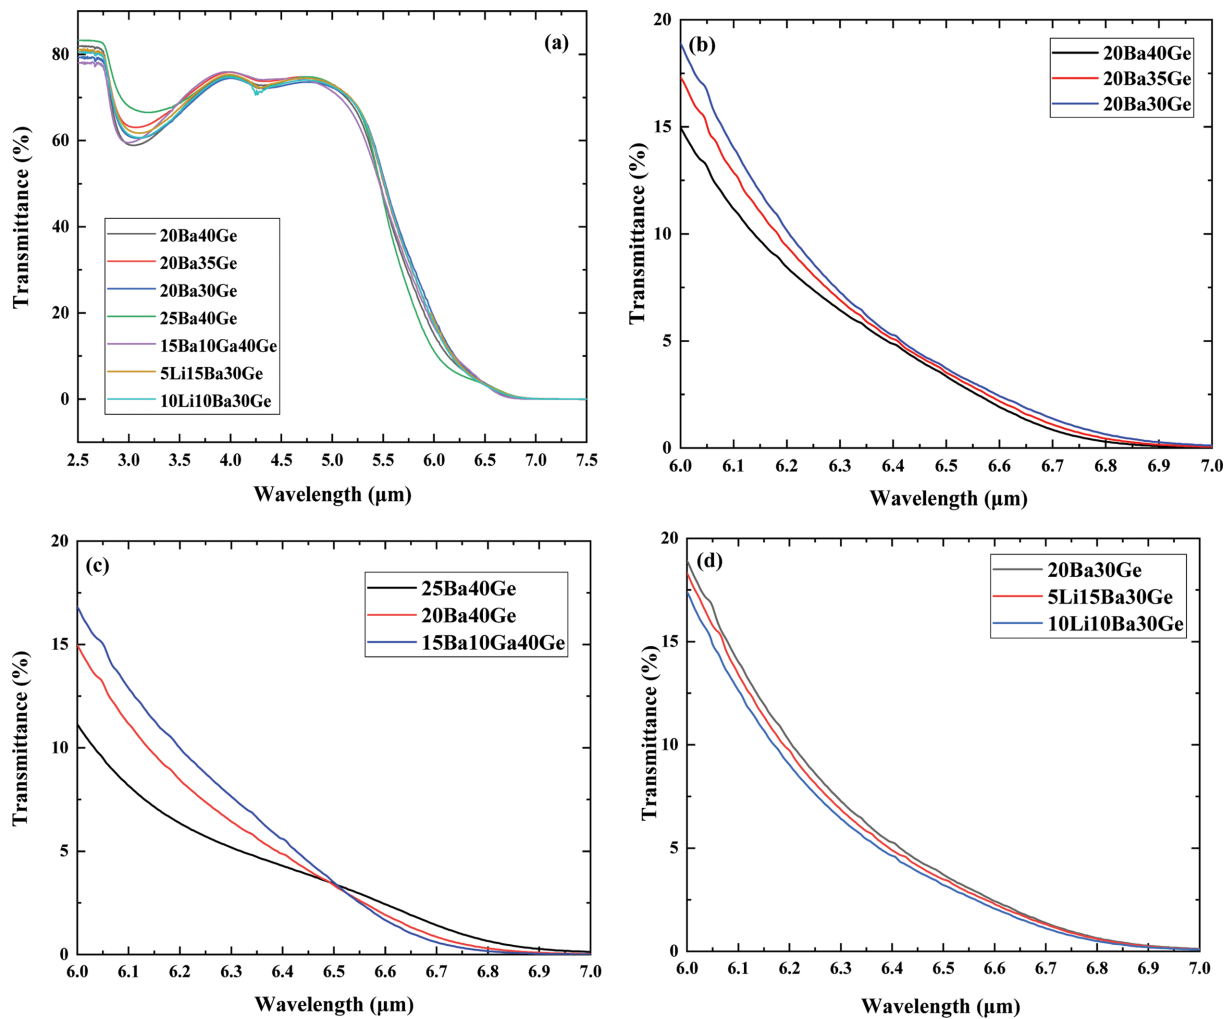 (a)
Transmittance (%)
80
60
40
20
0
20Ba40Ge
20Ba35Ge
20Ba30Ge
25Ba40Ge
15Ba10Ga40Ge
5Li15Ba30Ge
10Li10Ba30Ge
2.5 3.0 3.5 4.0 4.5 5.0 5.5 6.0 6.5 7.0 7.5
Wavelength (μm)
(b)
Transmittance (%)
20
15
10
5
0
20Ba40Ge
20Ba35Ge
20Ba30Ge
6.0 6.1 6.2 6.3 6.4 6.5 6.6 6.7 6.8 6.9 7.0
Wavelength (μm)
(c)
Transmittance (%)
20
15
10
5
0
25Ba40Ge
20Ba40Ge
15Ba10Ga40Ge
6.0 6.1 6.2 6.3 6.4 6.5 6.6 6.7 6.8 6.9 7.0
Wavelength (μm)
(d)
Transmittance (%)
20
15
10
5
0
20Ba30Ge
5Li15Ba30Ge
10Li10Ba30Ge
6.0 6.1 6.2 6.3 6.4 6.5 6.6 6.7 6.8 6.9 7.0
Wavelength (μm)